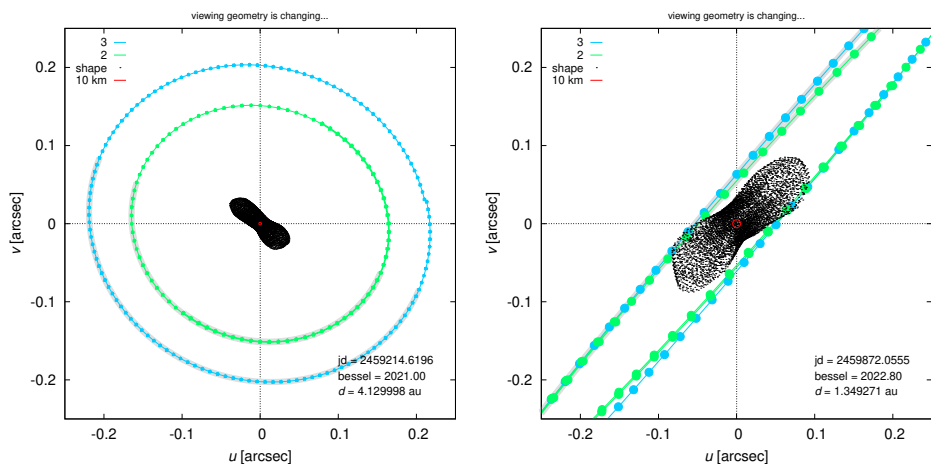 viewing geometry is changing...
3
2
shape
10 km
0.2
0.1
0
-0.1
-0.2
v [arcsec]
jd = 2459214.6196
bessel = 2021.00
d = 4.129998 au
-0.2 -0.1 0 0.1 0.2
u [arcsec]
viewing geometry is changing...
3
2
shape
10 km
0.2
0.1
0
-0.1
-0.2
v [arcsec]
jd = 2459872.0555
bessel = 2022.80
d = 1.349271 au
-0.2 -0.1 0 0.1 0.2
u [arcsec]